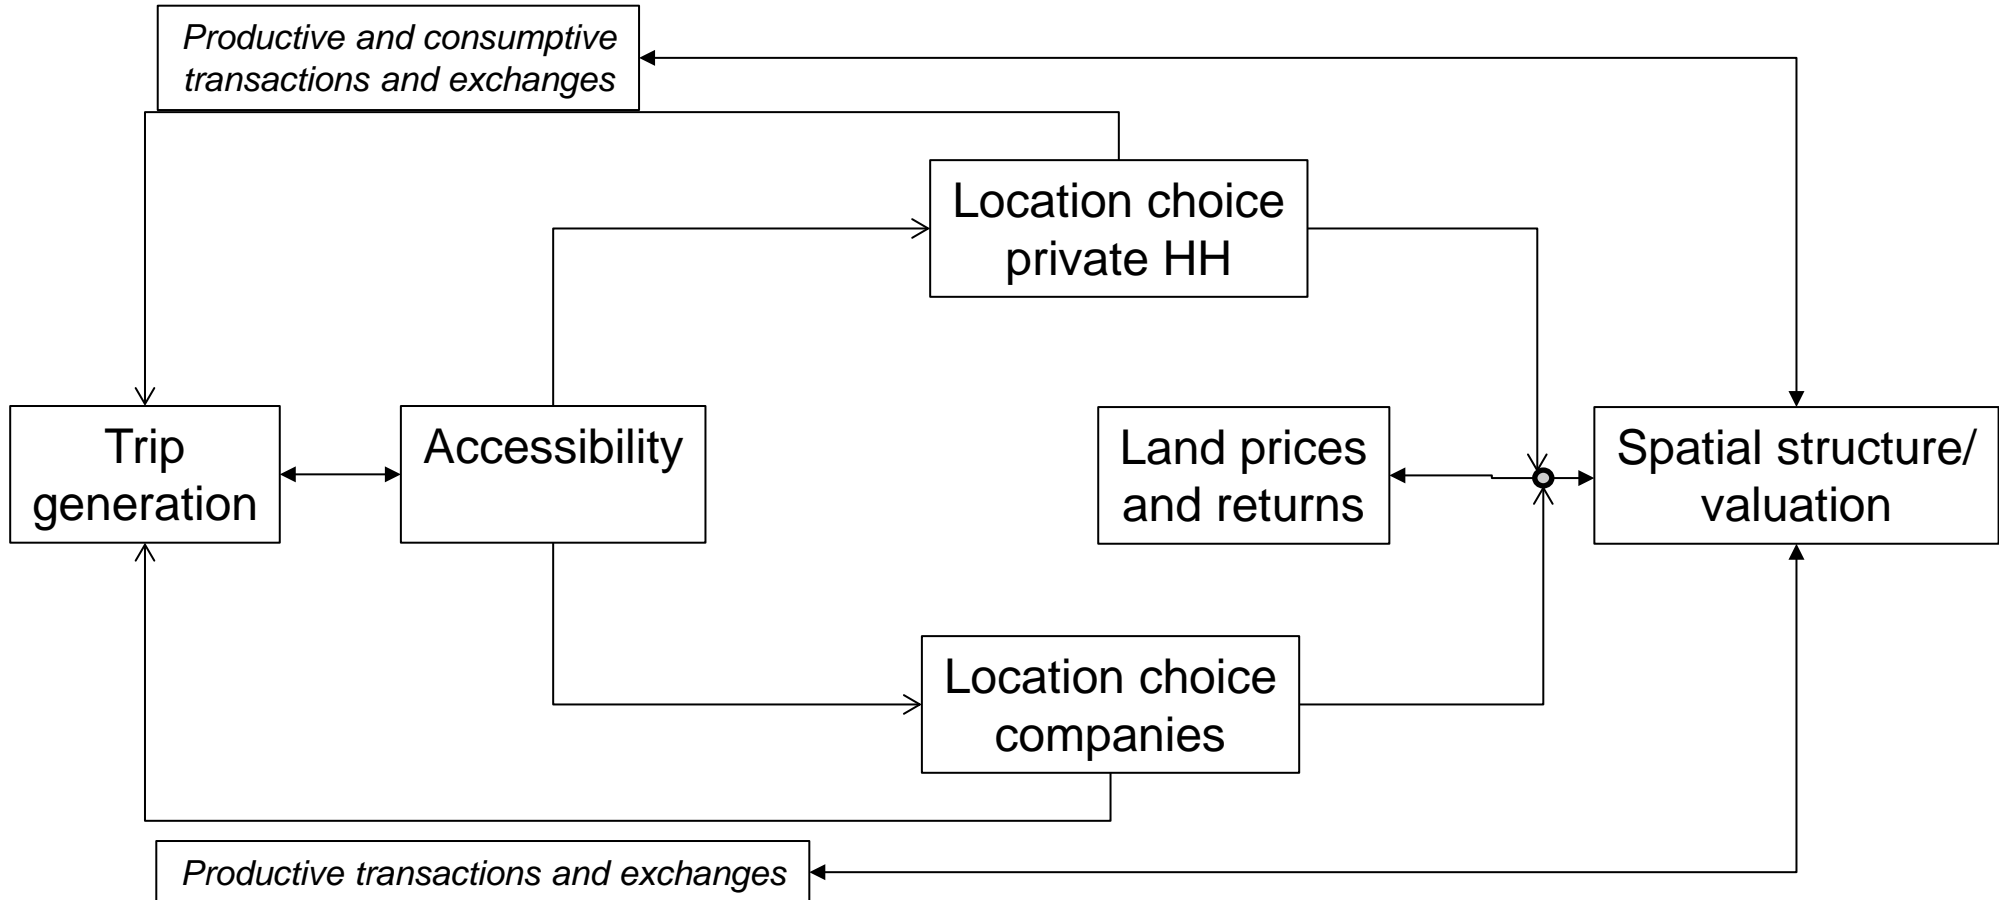 Productive and consumptive
transactions and exchanges
Location choice
private HH
Trip
generation
Accessibility
Land prices
and returns
Spatial structure/
valuation
Location choice
companies
Productive transactions and exchanges